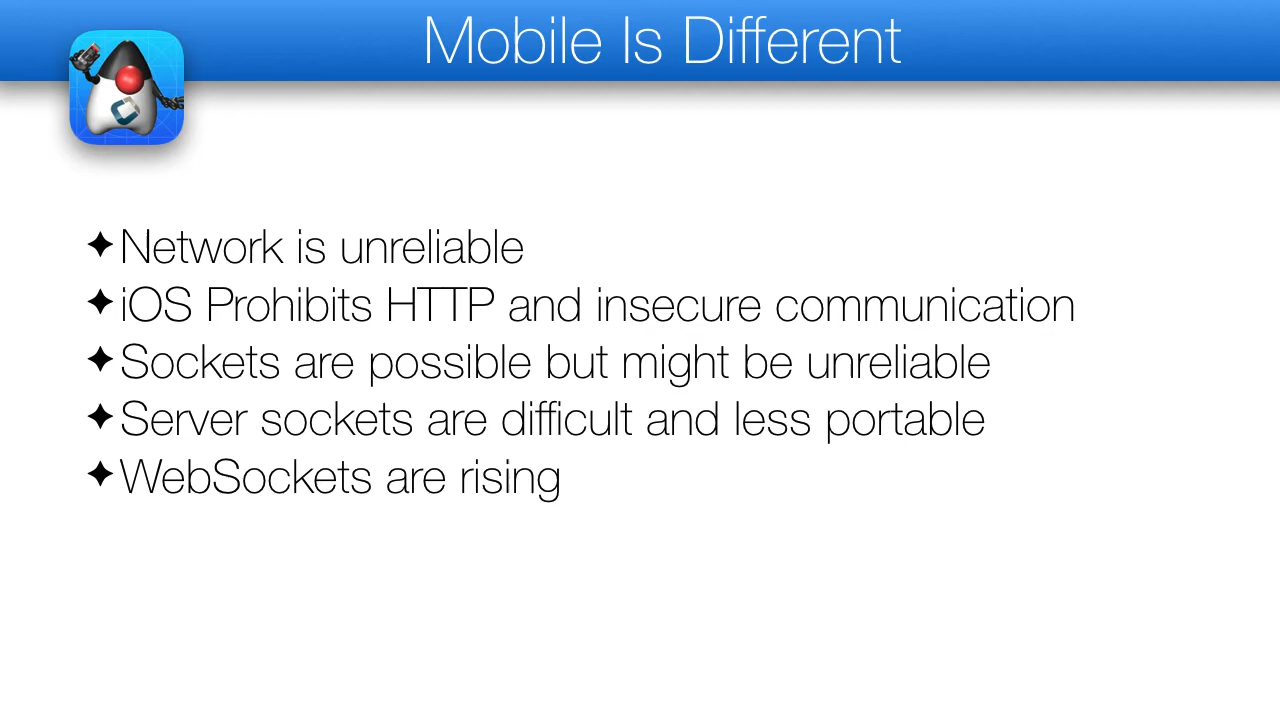 Mobile Is Different
✦Network is unreliable
✦iOS Prohibits HTTP and insecure communication
✦Sockets are possible but might be unreliable
✦Server sockets are difficult and less portable
✦WebSockets are rising